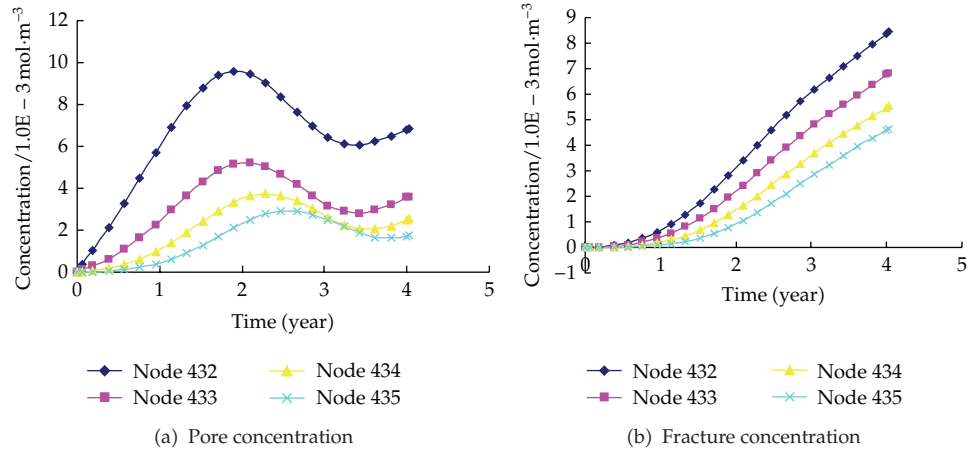 12
10
8
6
4
2
0
0
1
2
3
4
5
Concentration/1.0E − 3 mol·m⁻³
Time (year)
Node 432
Node 434
Node 433
Node 435
(a) Pore concentration
9
8
7
6
5
4
3
2
1
0
−1
0
1
2
3
4
5
Concentration/1.0E − 3 mol·m⁻³
Time (year)
Node 432
Node 434
Node 433
Node 435
(b) Fracture concentration